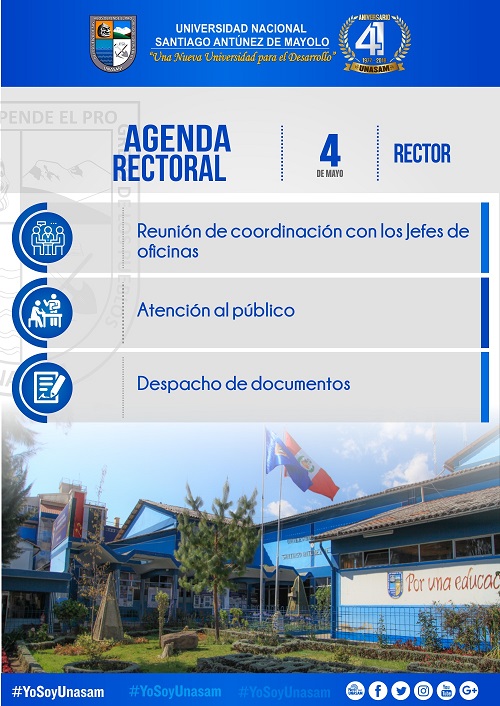 UNIVERSIDAD NACIONAL
SANTIAGO ANTÚNEZ DE MAYOLO
"Una Nueva Universidad para el Desarrollo"
ANIVERSARIO
41
UNASAM
PENDE EL PRO
AGENDA
RECTORAL
4
DE MAYO
RECTOR
Reunión de coordinación con los Jefes de
oficinas
Atención al público
Despacho de documentos
Por una educac
#YoSoyUnasam
#YoSoyUnasam
#YoSoyUnasam